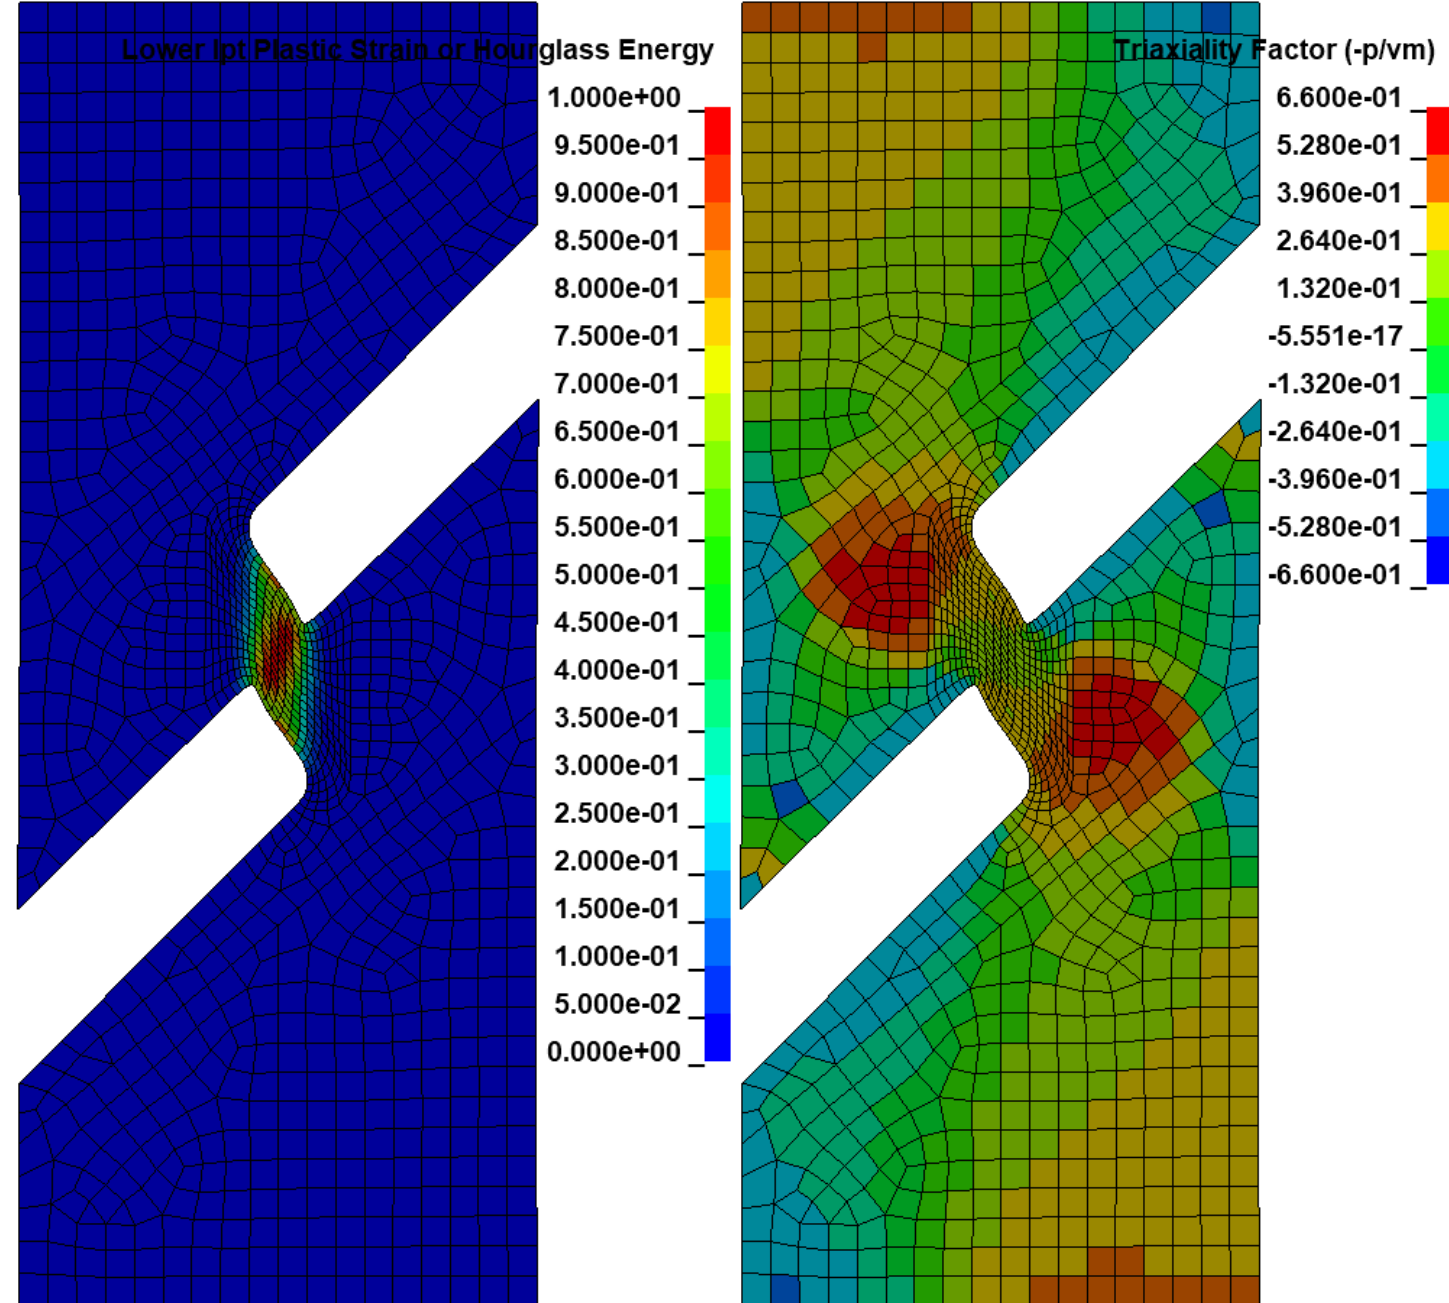 Lower Ipt Plastic Strain or Hourglass Energy
1.000e+00
9.500e-01
9.000e-01
8.500e-01
8.000e-01
7.500e-01
7.000e-01
6.500e-01
6.000e-01
5.500e-01
5.000e-01
4.500e-01
4.000e-01
3.500e-01
3.000e-01
2.500e-01
2.000e-01
1.500e-01
1.000e-01
5.000e-02
0.000e+00
Triaxiality Factor (-p/vm)
6.600e-01
5.280e-01
3.960e-01
2.640e-01
1.320e-01
-5.551e-17
-1.320e-01
-2.640e-01
-3.960e-01
-5.280e-01
-6.600e-01